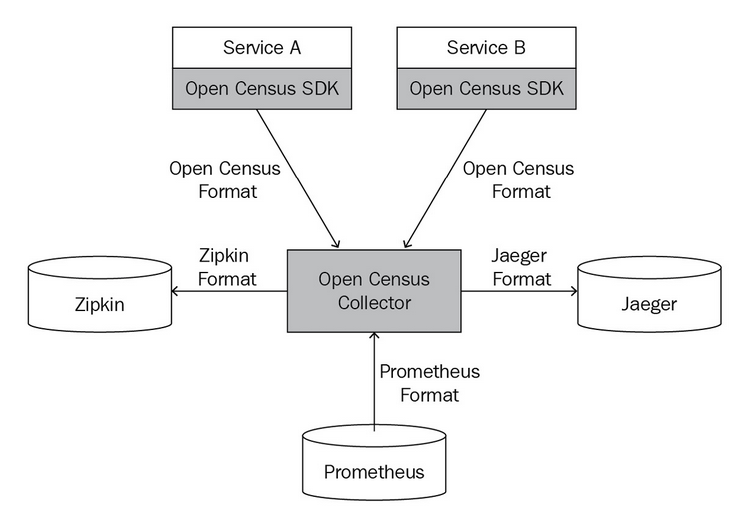 Service A
Service B
Open Census SDK
Open Census SDK
Open Census
Format
Open Census
Format
Zipkin
Format
Jaeger
Format
Zipkin
Open Census
Collector
Jaeger
Prometheus
Format
Prometheus